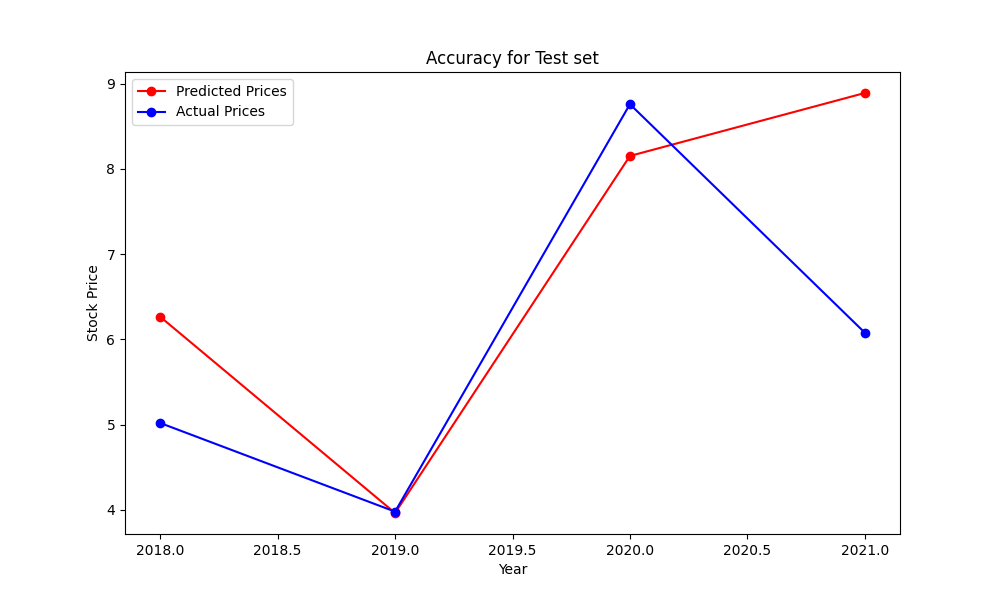 Accuracy for Test set
Predicted Prices
Actual Prices
9
8
7
6
5
4
Stock Price
2018.0 2018.5 2019.0 2019.5 2020.0 2020.5 2021.0
Year